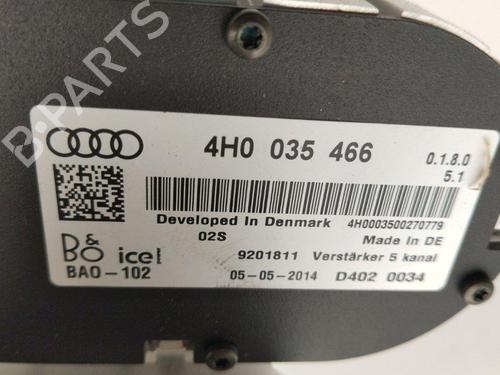 B-PARTS
4H0 035 466
0.1.8.0
5.1
4H0003500270779
Developed In Denmark
02S
Made In DE
B&O icel
9201811 Verstärker 5 kanal
BAO-102
05-05-2014 D402 0034